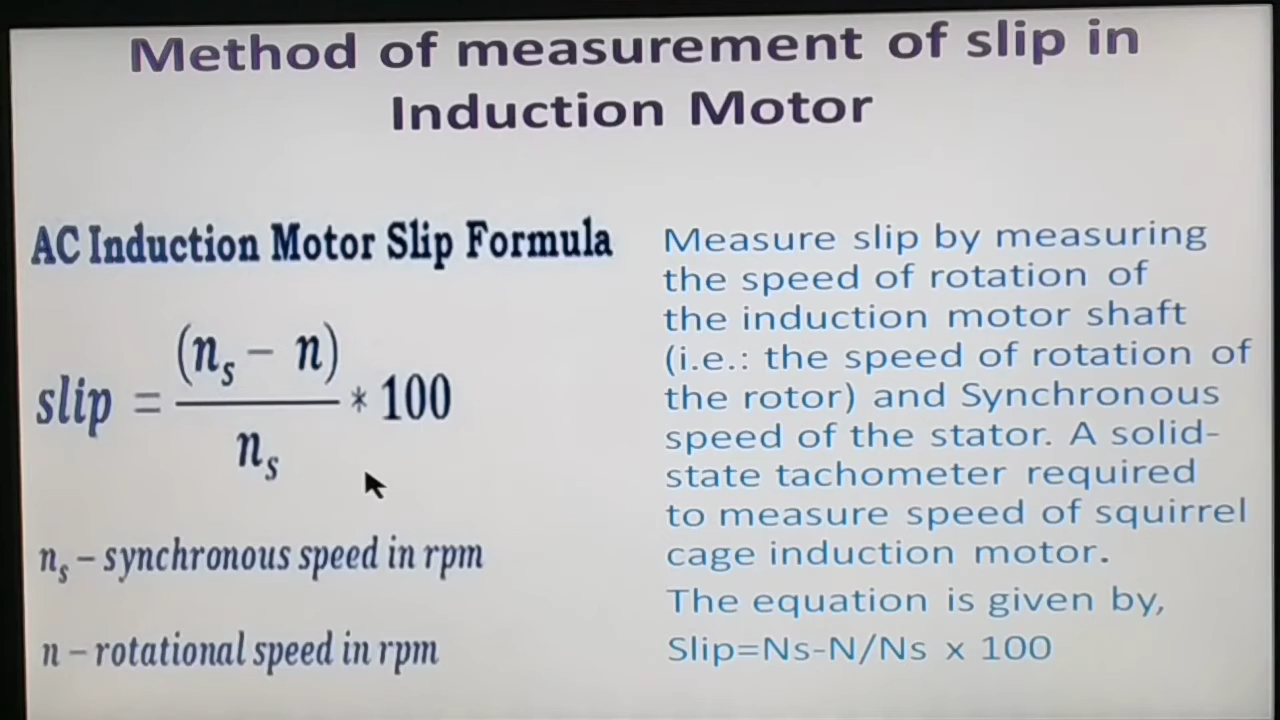 Method of measurement of slip in
Induction Motor
AC Induction Motor Slip Formula
slip = (nₛ − n) / nₛ * 100
nₛ – synchronous speed in rpm
n – rotational speed in rpm
Measure slip by measuring
the speed of rotation of
the induction motor shaft
(i.e.: the speed of rotation of
the rotor) and Synchronous
speed of the stator. A solid-
state tachometer required
to measure speed of squirrel
cage induction motor.
The equation is given by,
Slip=Ns-N/Ns x 100